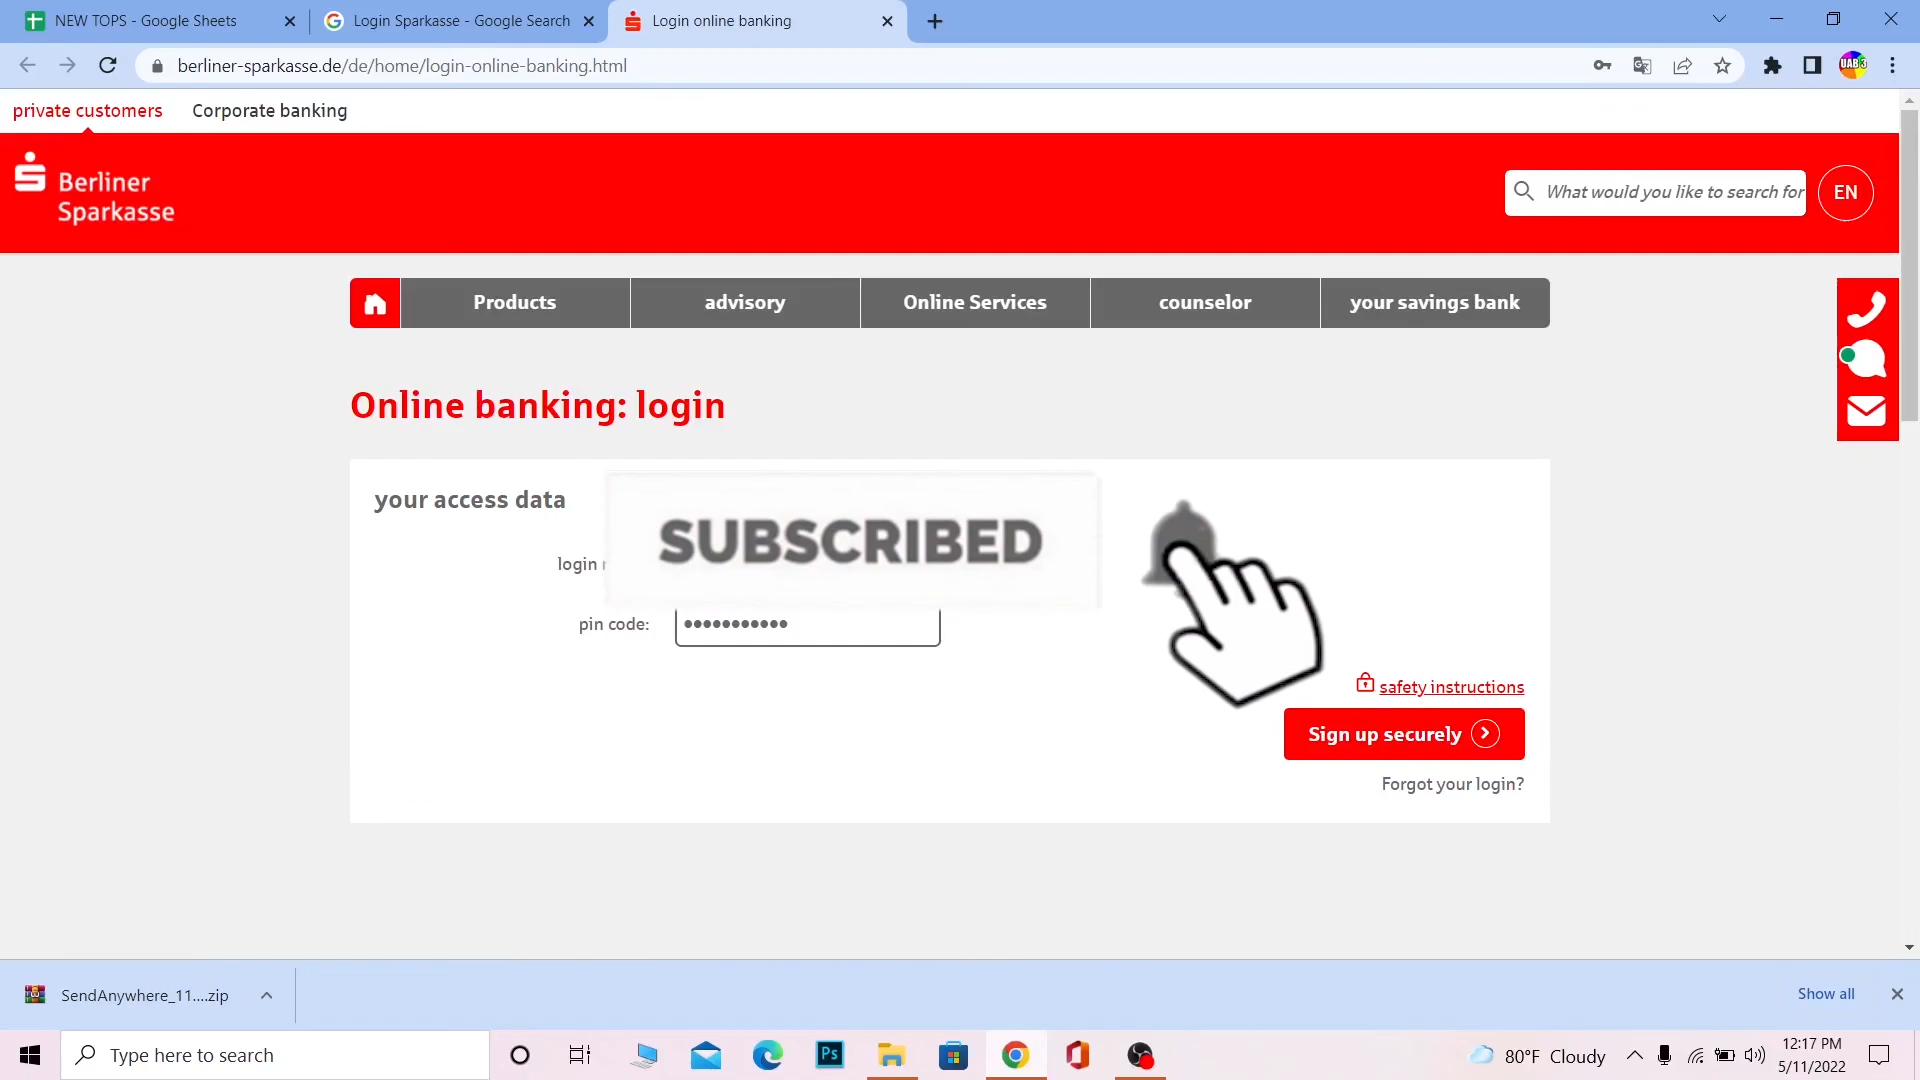 NEW TOPS - Google Sheets
Login Sparkasse - Google Search
Login online banking
berliner-sparkasse.de/de/home/login-online-banking.html
UAB 3
private customers
Corporate banking
Berliner
Sparkasse
What would you like to search for
EN
Products
advisory
Online Services
counselor
your savings bank
Online banking: login
your access data
SUBSCRIBED
login
pin code:
safety instructions
Sign up securely
Forgot your login?
SendAnywhere_11....zip
Show all
Type here to search
Ps
80°F Cloudy
12:17 PM
5/11/2022